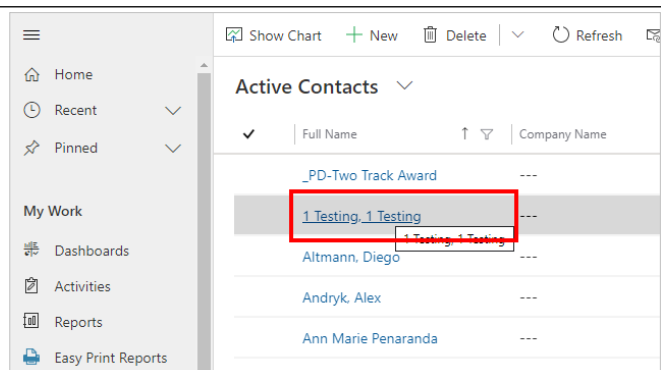 Show Chart New Delete Refresh
Home
Recent
Pinned
My Work
Dashboards
Activities
Reports
Easy Print Reports
Active Contacts
Full Name Company Name
_PD-Two Track Award ---
1 Testing, 1 Testing ---
1 Testing, 1 Testing
Altmann, Diego ---
Andryk, Alex ---
Ann Marie Penaranda ---